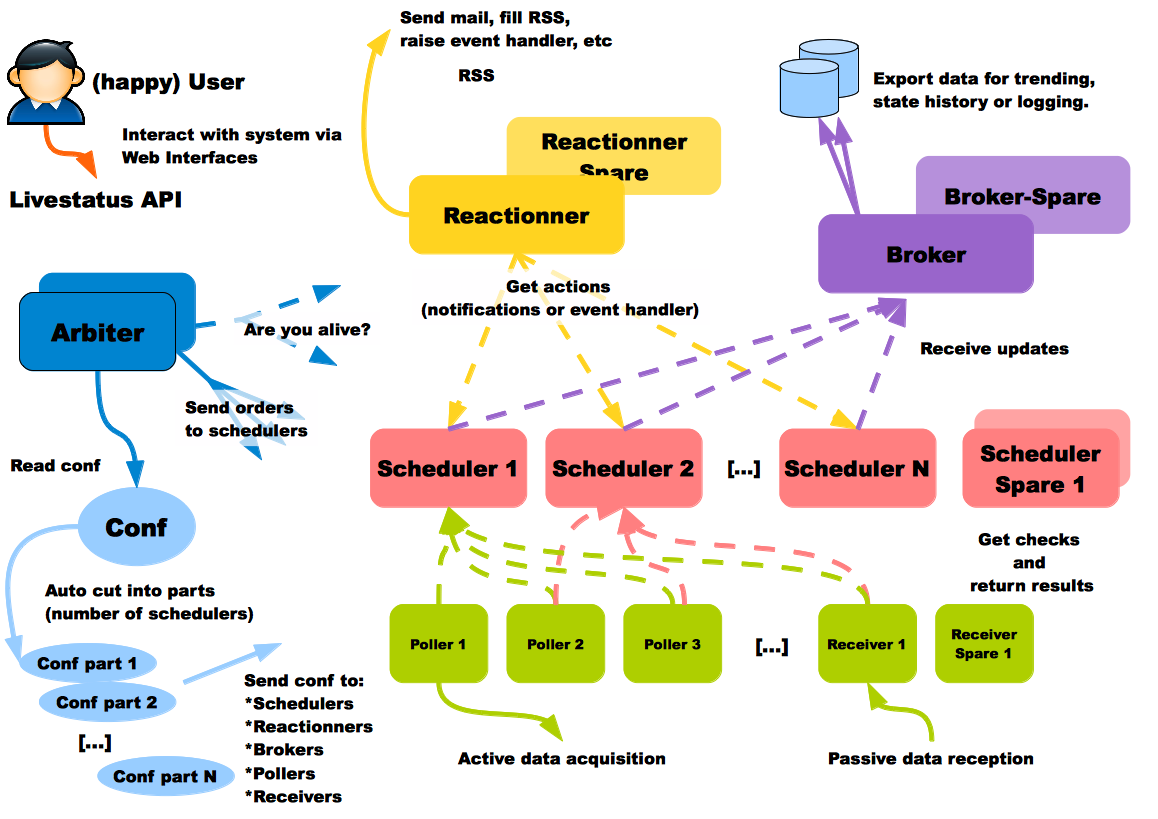 Send mail, fill RSS,
raise event handler, etc
RSS
(happy) User
Export data for trending,
state history or logging.
Interact with system via
Web Interfaces
Livestatus API
Reactionner
Spare
Reactionner
Broker-Spare
Broker
Get actions
(notifications or event handler)
Arbiter
Are you alive?
Receive updates
Send orders
to schedulers
Read conf
Scheduler 1
Scheduler 2
[...]
Scheduler N
Scheduler
Spare 1
Conf
Get checks
and
return results
Auto cut into parts
(number of schedulers)
Poller 1
Poller 2
Poller 3
[...]
Receiver 1
Receiver
Spare 1
Conf part 1
Conf part 2
[...]
Conf part N
Send conf to:
*Schedulers
*Reactionners
*Brokers
*Pollers
*Receivers
Active data acquisition
Passive data reception